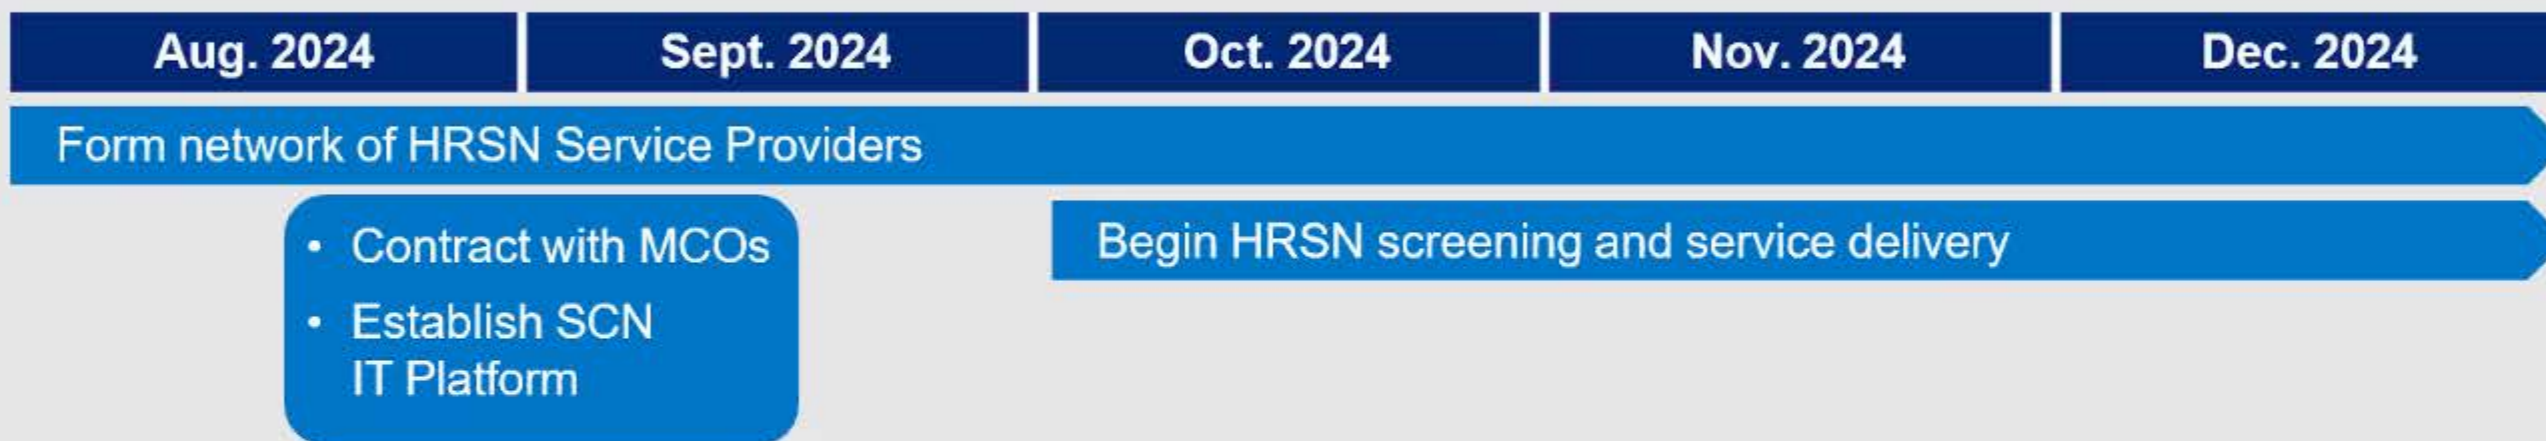 Aug. 2024
Sept. 2024
Oct. 2024
Nov. 2024
Dec. 2024
Form network of HRSN Service Providers
• Contract with MCOs
Begin HRSN screening and service delivery
• Establish SCN
IT Platform